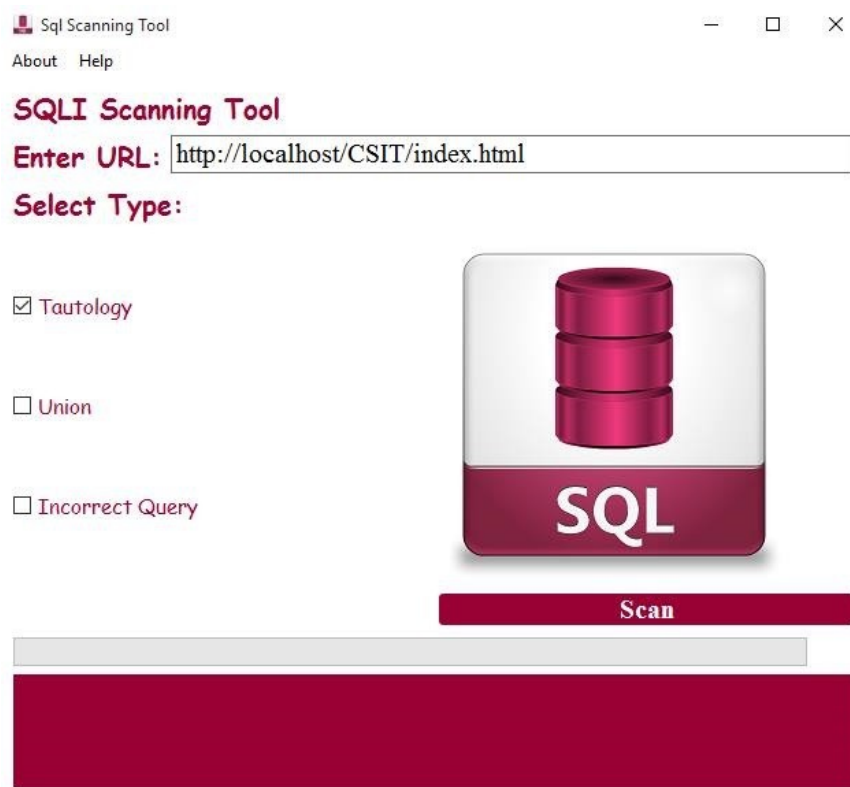 Sql Scanning Tool
About Help
SQLI Scanning Tool
Enter URL: http://localhost/CSIT/index.html
Select Type:
Tautology
Union
Incorrect Query
SQL
Scan